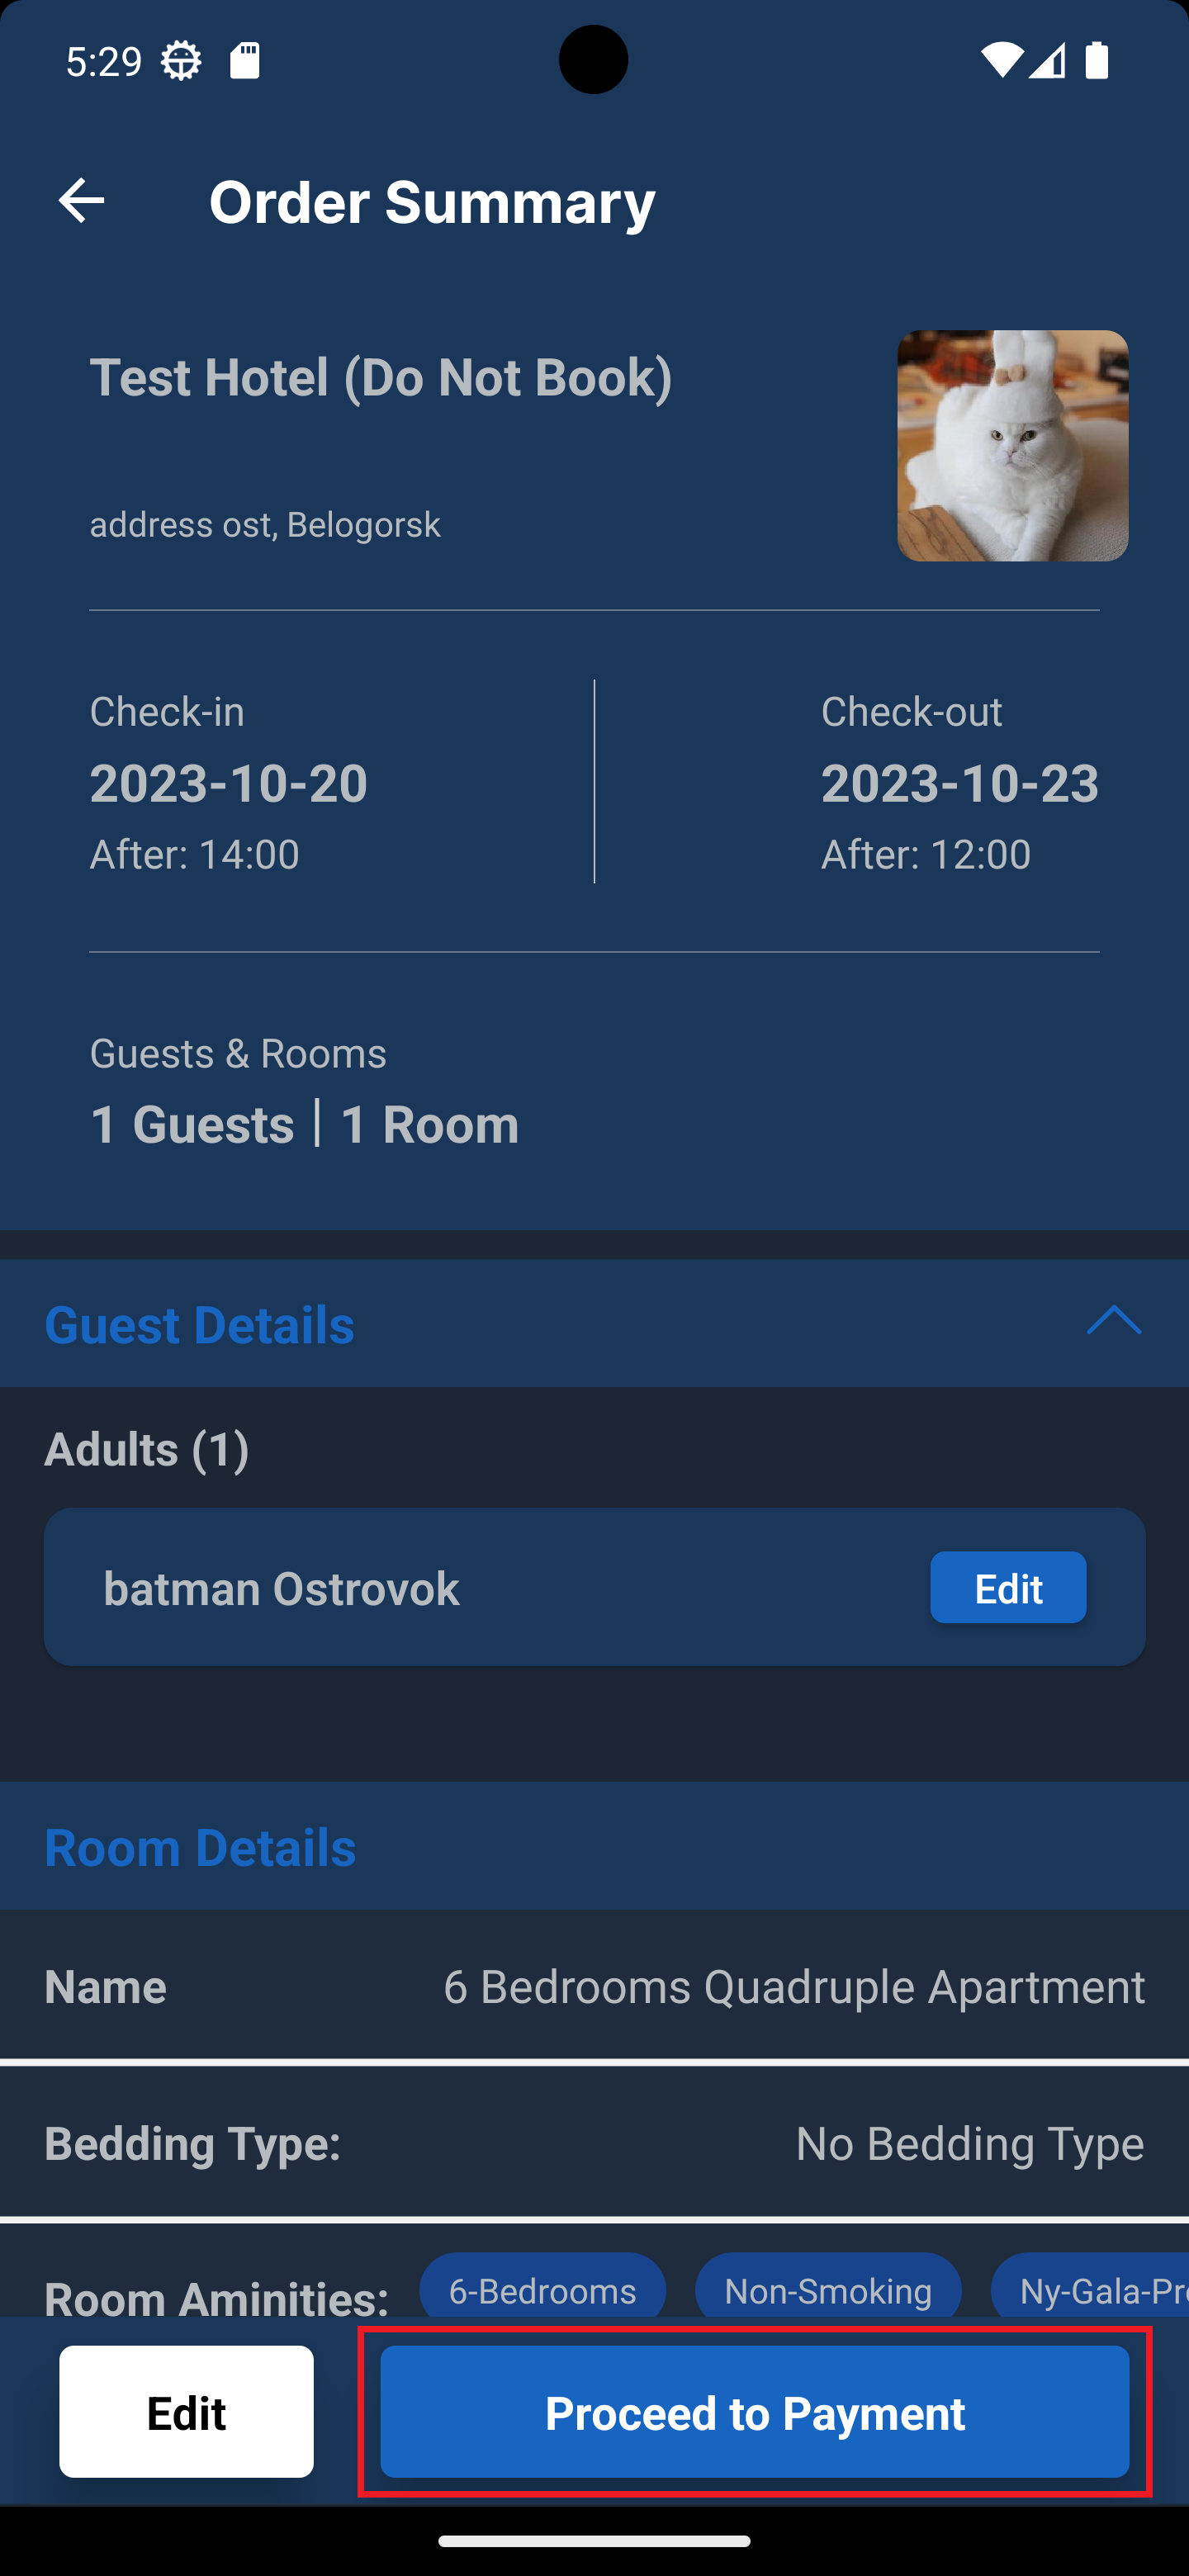 5:29
Order Summary
Test Hotel (Do Not Book)
address ost, Belogorsk
Check-in
2023-10-20
After: 14:00
Check-out
2023-10-23
After: 12:00
Guests & Rooms
1 Guests | 1 Room
Guest Details
Adults (1)
batman Ostrovok
Edit
Room Details
Name
6 Bedrooms Quadruple Apartment
Bedding Type:
No Bedding Type
Room Aminities:
6-Bedrooms
Non-Smoking
Ny-Gala-Pr
Edit
Proceed to Payment